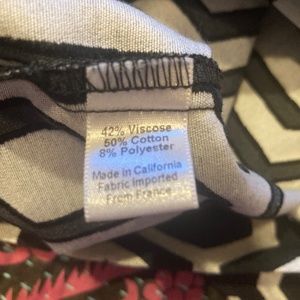 42% Viscose
50% Cotton
8% Polyester
Made in California
Fabric Imported
From France